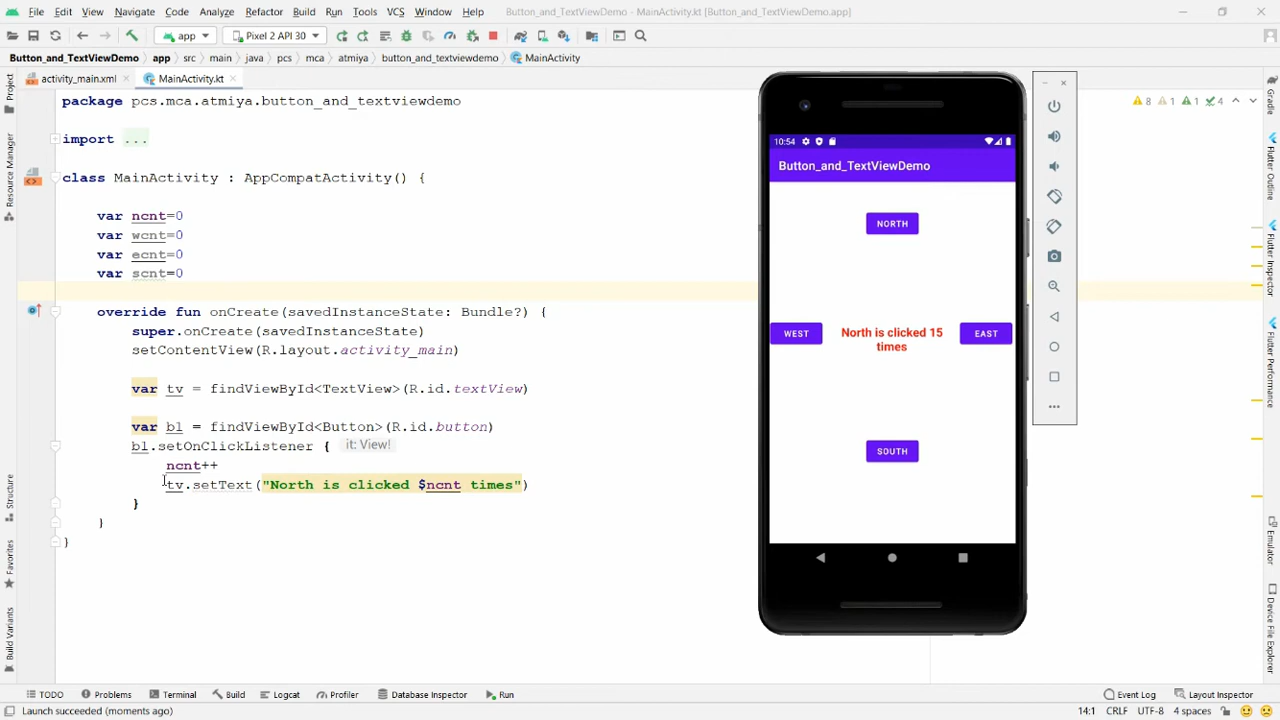 File Edit View Navigate Code Analyze Refactor Build Run Tools VCS Window Help Button_and_TextViewDemo - MainActivity.kt [Button_and_TextViewDemo.app]
app Pixel 2 API 30
Button_and_TextViewDemo app src main java pcs mca atmiya button_and_textviewdemo MainActivity
activity_main.xml MainActivity.kt
package pcs.mca.atmiya.button_and_textviewdemo
8 1 1 4
import ...
class MainActivity : AppCompatActivity() {
var ncnt=0
var wcnt=0
var ecnt=0
var scnt=0
override fun onCreate(savedInstanceState: Bundle?) {
super.onCreate(savedInstanceState)
setContentView(R.layout.activity_main)
var tv = findViewById<TextView>(R.id.textView)
var b1 = findViewById<Button>(R.id.button)
b1.setOnClickListener { it: View!
ncnt++
tv.setText("North is clicked $ncnt times")
}
}
}
10:54
Button_and_TextViewDemo
NORTH
WEST
North is clicked 15
times
EAST
SOUTH
Project
Resource Manager
Structure
Favorites
Build Variants
Gradle
Flutter Outline
Flutter Inspector
Flutter Performance
Emulator
Device File Explorer
TODO Problems Terminal Build Logcat Profiler Database Inspector Run Event Log Layout Inspector
Launch succeeded (moments ago) 14:1 CRLF UTF-8 4 spaces